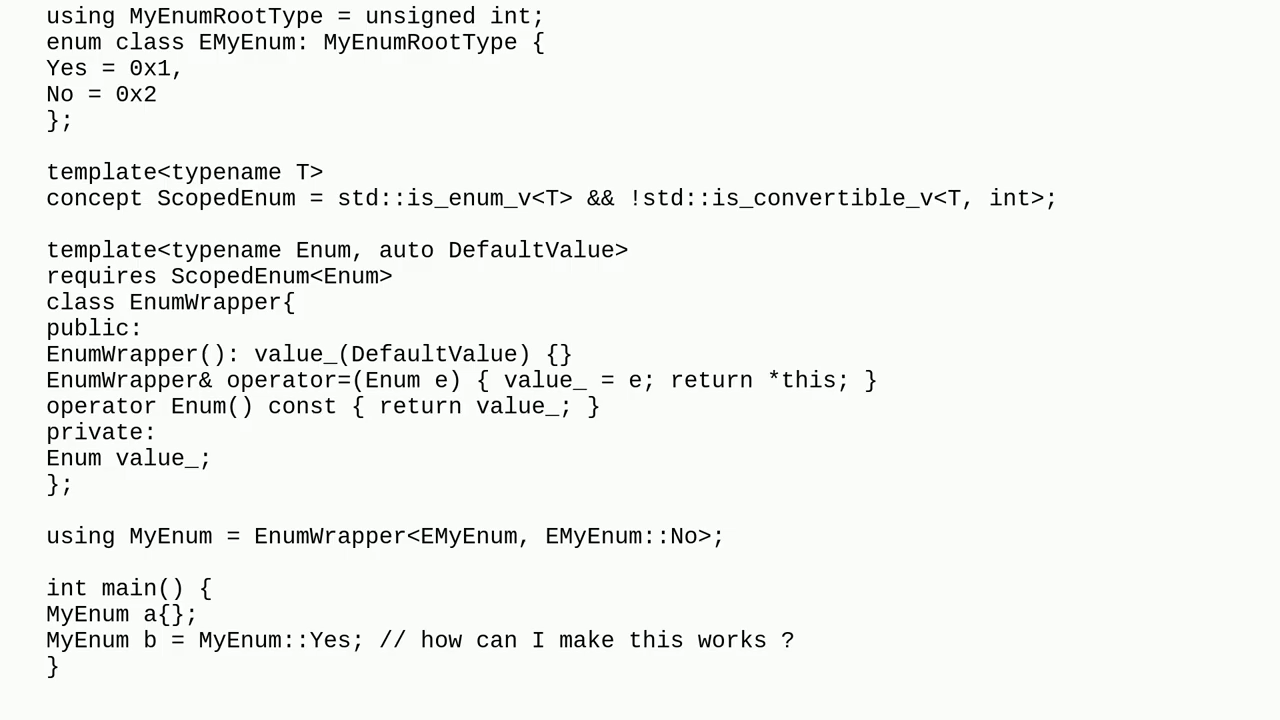 using MyEnumRootType = unsigned int;
enum class EMyEnum: MyEnumRootType {
Yes = 0x1,
No = 0x2
};

template<typename T>
concept ScopedEnum = std::is_enum_v<T> && !std::is_convertible_v<T, int>;

template<typename Enum, auto DefaultValue>
requires ScopedEnum<Enum>
class EnumWrapper{
public:
EnumWrapper(): value_(DefaultValue) {}
EnumWrapper& operator=(Enum e) { value_ = e; return *this; }
operator Enum() const { return value_; }
private:
Enum value_;
};

using MyEnum = EnumWrapper<EMyEnum, EMyEnum::No>;

int main() {
MyEnum a{};
MyEnum b = MyEnum::Yes; // how can I make this works ?
}